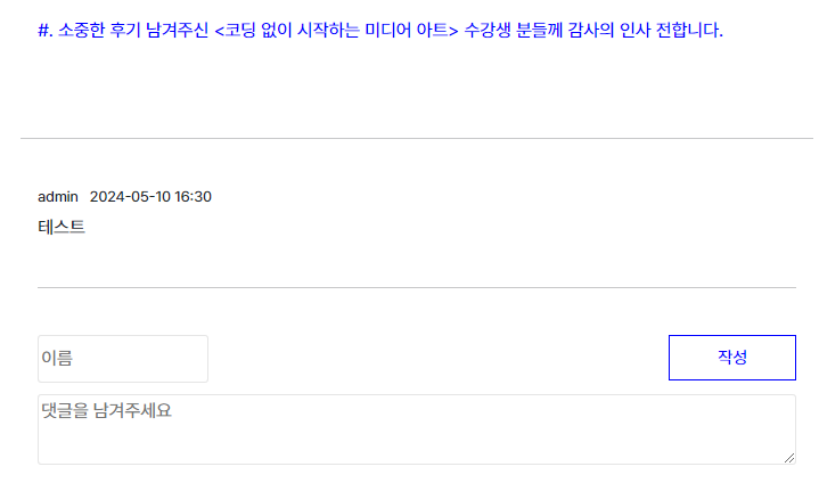 #. 소중한 후기 남겨주신 <코딩 없이 시작하는 미디어 아트> 수강생 분들께 감사의 인사 전합니다.
admin 2024-05-10 16:30
테스트
이름
작성
댓글을 남겨주세요